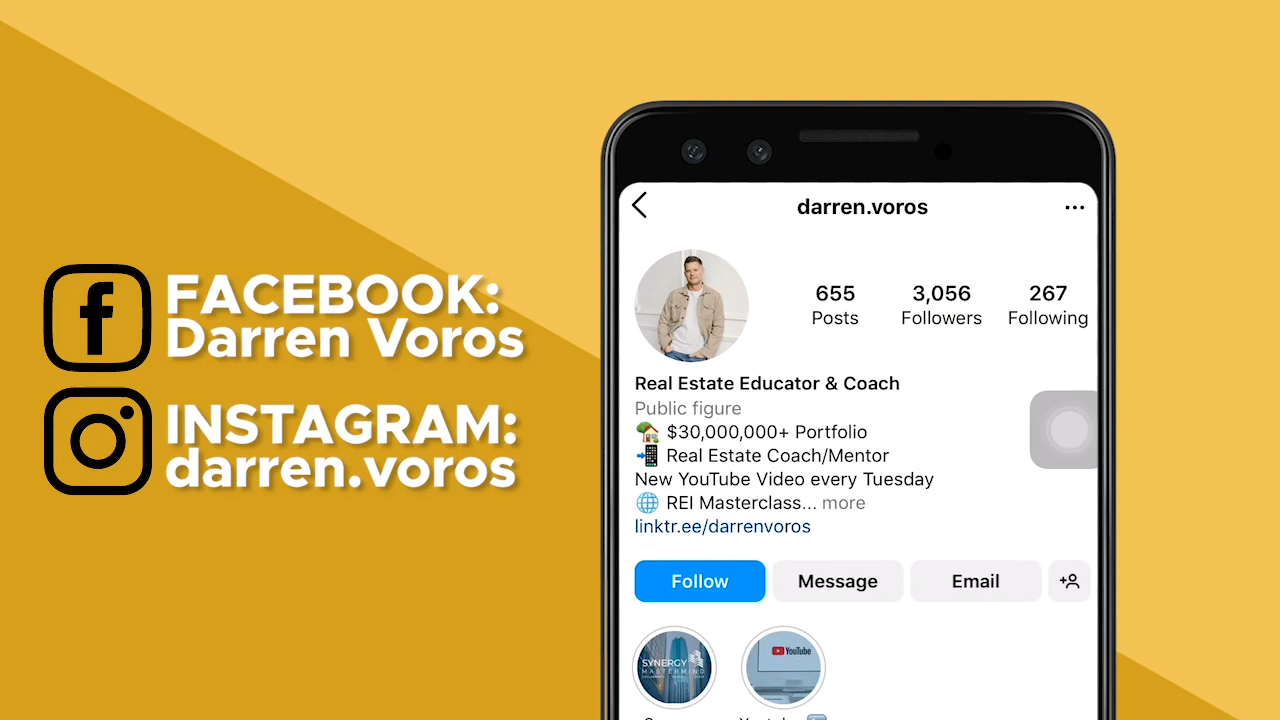 FACEBOOK:
Darren Voros
INSTAGRAM:
darren.voros
darren.voros
655
Posts
3,056
Followers
267
Following
Real Estate Educator & Coach
Public figure
$30,000,000+ Portfolio
Real Estate Coach/Mentor
New YouTube Video every Tuesday
REI Masterclass... more
linktr.ee/darrenvoros
Follow
Message
Email
SYNERGY
MASTERMIND
YouTube